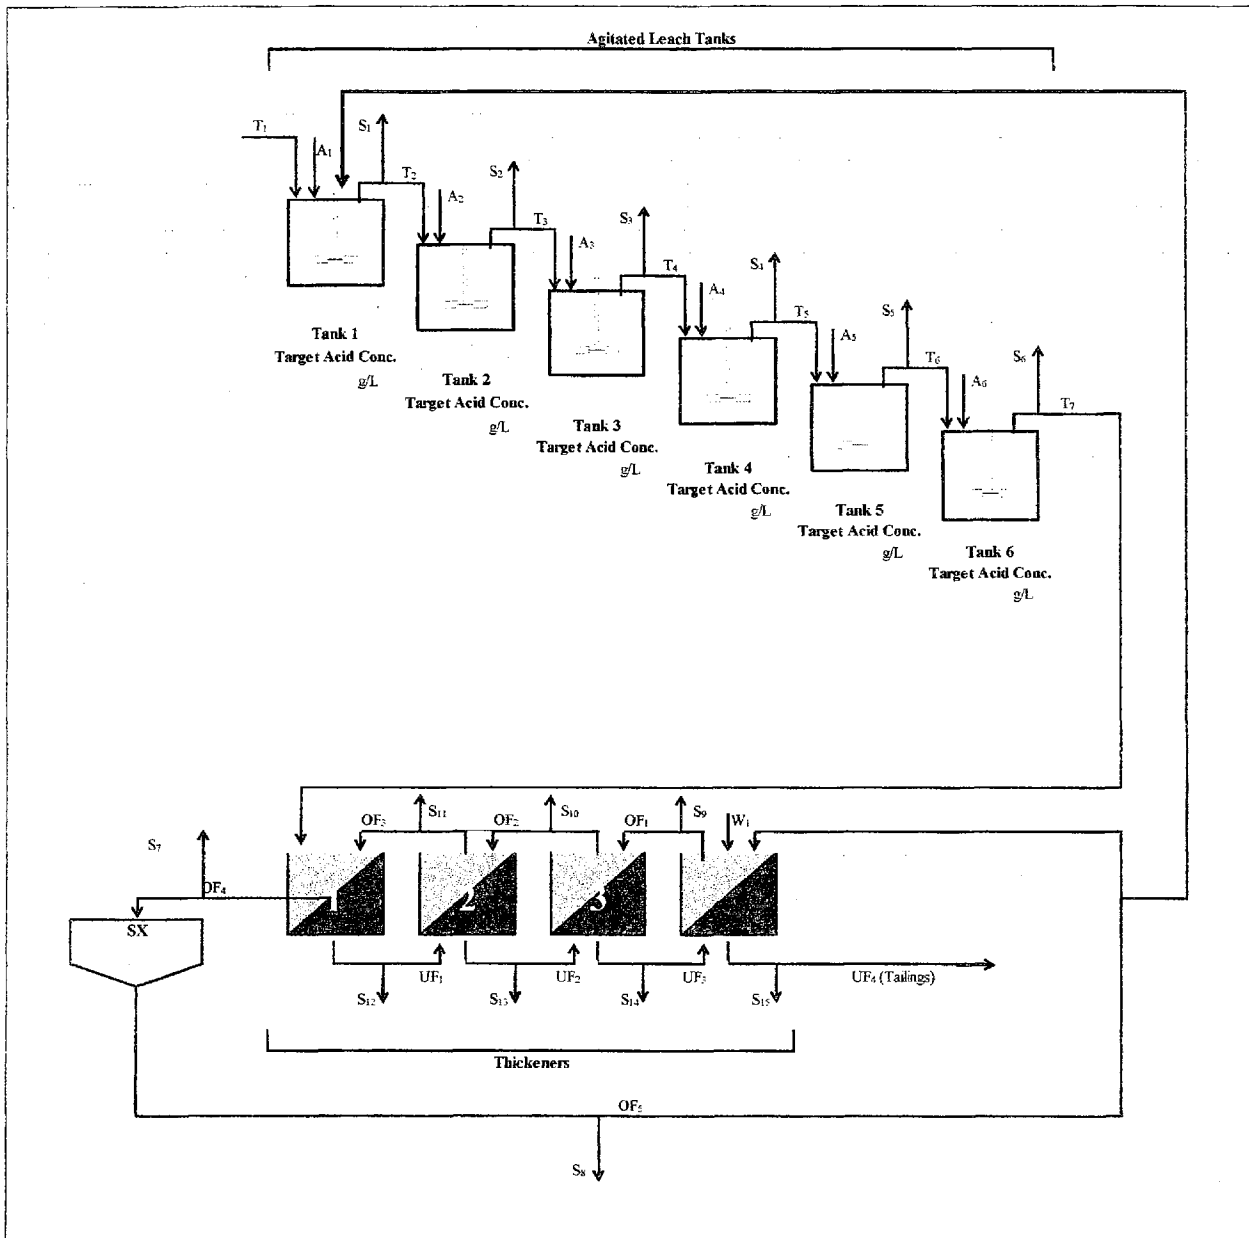 Agitated Leach Tanks
T1
A1
S1
T2
A2
S2
T3
A3
S3
T4
A4
S4
T5
A5
S5
T6
A6
S6
T7
Tank 1
Target Acid Conc.
g/L
Tank 2
Target Acid Conc.
g/L
Tank 3
Target Acid Conc.
g/L
Tank 4
Target Acid Conc.
g/L
Tank 5
Target Acid Conc.
g/L
Tank 6
Target Acid Conc.
g/L
S7
OF4
SX
OF3
S11
OF2
S10
OF1
S9
W1
1
2
3
S12
UF1
S13
UF2
S14
UF3
S15
UF4 (Tailings)
Thickeners
OF5
S8